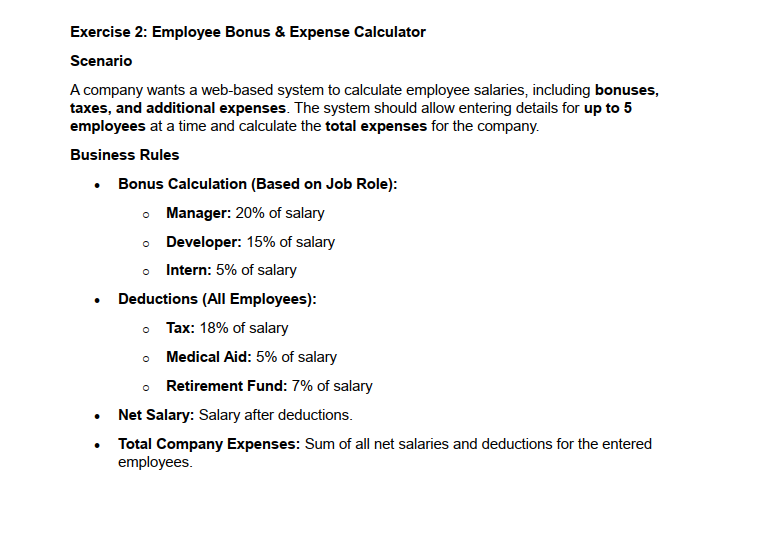 Exercise 2: Employee Bonus & Expense Calculator
Scenario
A company wants a web-based system to calculate employee salaries, including bonuses,
taxes, and additional expenses. The system should allow entering details for up to 5
employees at a time and calculate the total expenses for the company.
Business Rules
• Bonus Calculation (Based on Job Role):
o Manager: 20% of salary
o Developer: 15% of salary
o Intern: 5% of salary
• Deductions (All Employees):
o Tax: 18% of salary
o Medical Aid: 5% of salary
o Retirement Fund: 7% of salary
• Net Salary: Salary after deductions.
• Total Company Expenses: Sum of all net salaries and deductions for the entered
employees.